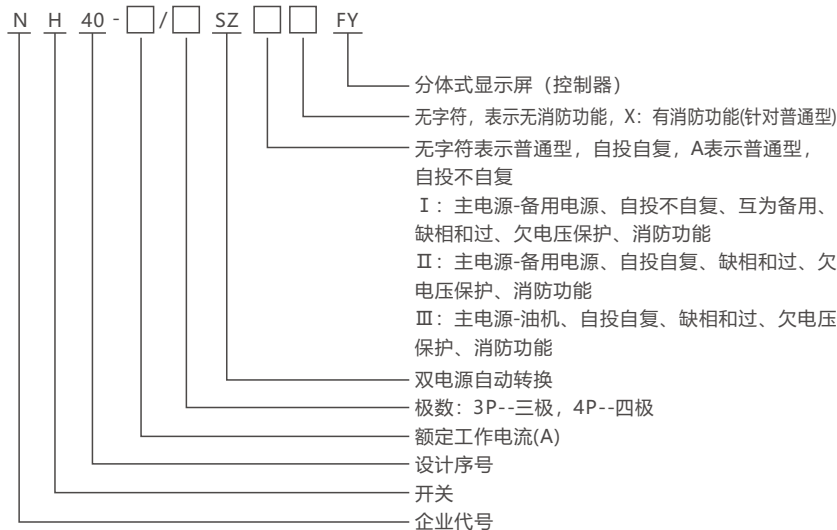 N H 40 - □ / □ SZ □ □ FY
分体式显示屏（控制器）
无字符，表示无消防功能，X：有消防功能(针对普通型)
无字符表示普通型，自投自复，A表示普通型，
自投不自复
Ⅰ：主电源-备用电源、自投不自复、互为备用、
缺相和过、欠电压保护、消防功能
Ⅱ：主电源-备用电源、自投自复、缺相和过、欠
电压保护、消防功能
Ⅲ：主电源-油机、自投自复、缺相和过、欠电压
保护、消防功能
双电源自动转换
极数：3P--三极，4P--四极
额定工作电流(A)
设计序号
开关
企业代号